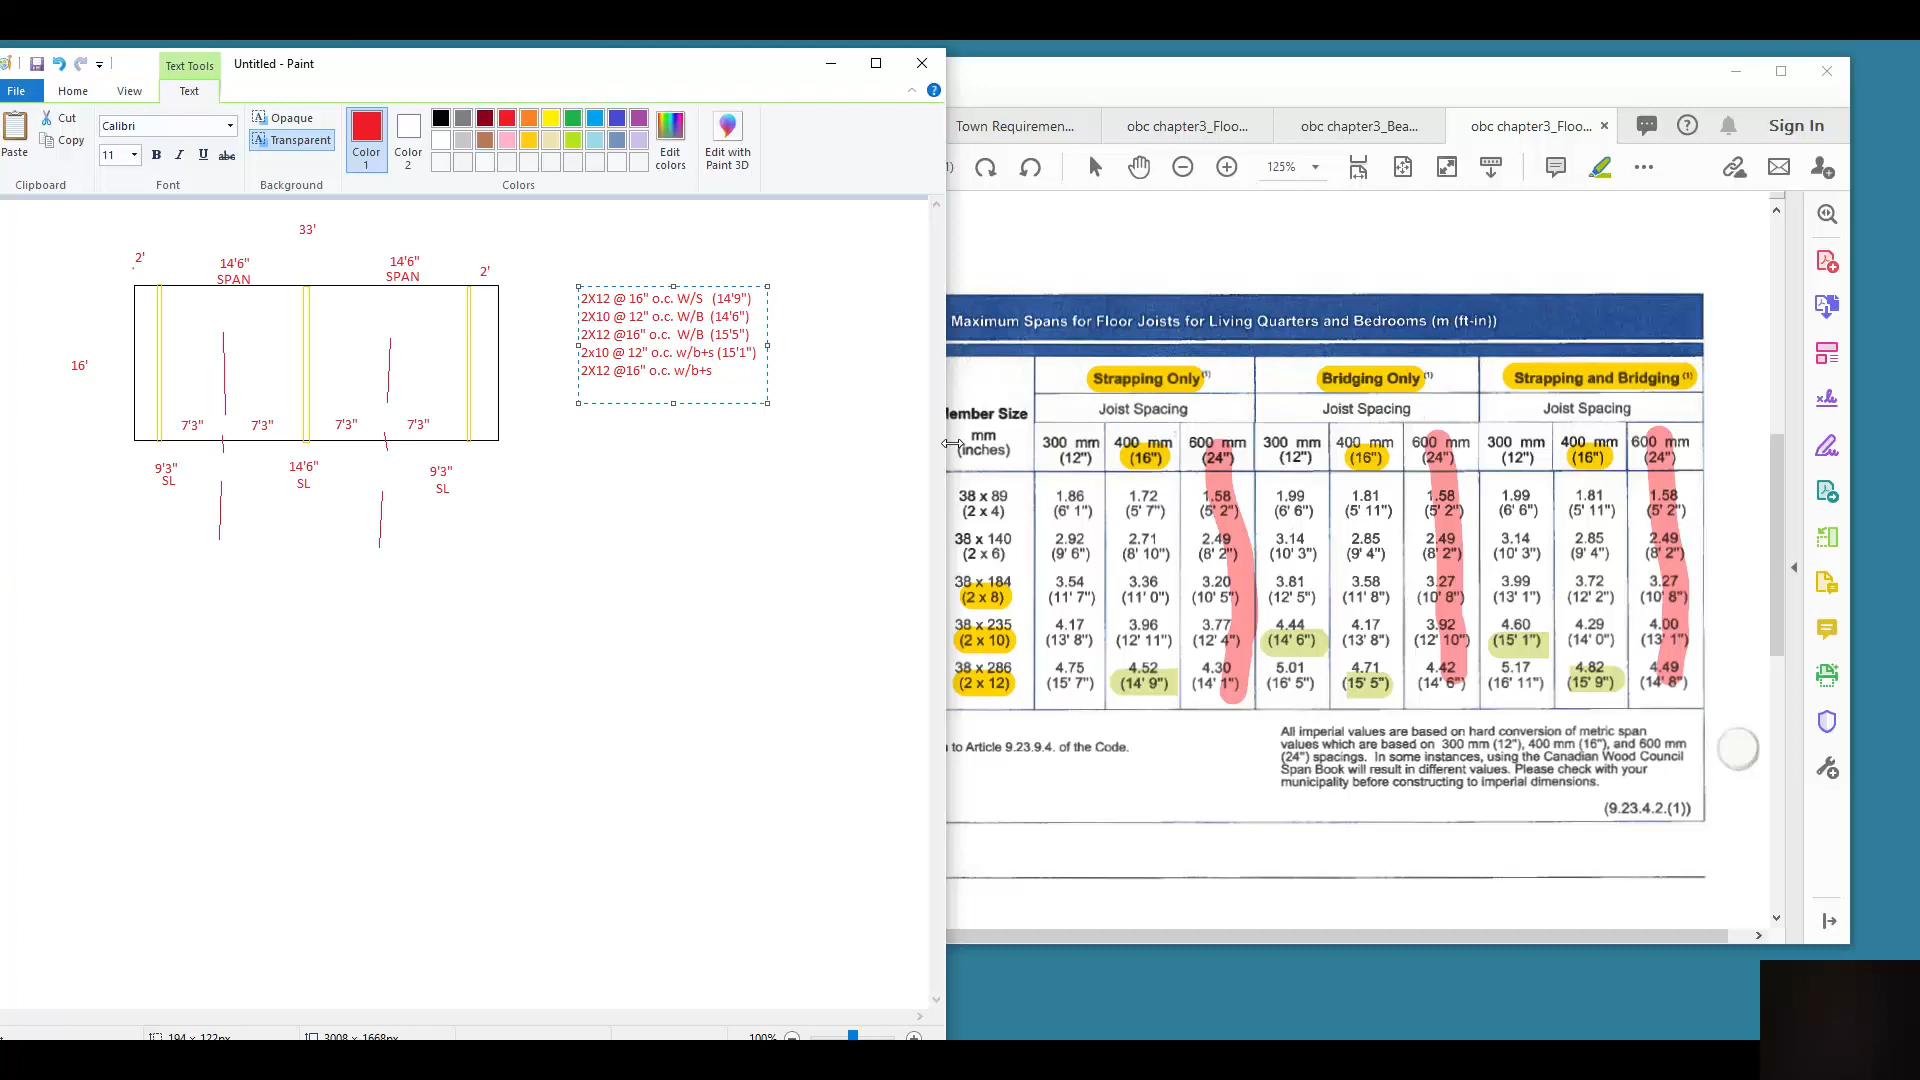 Text Tools
Untitled - Paint
File
Home
View
Text
Paste
Cut
Copy
Clipboard
Calibri
11
B I U abc
Font
Opaque
Transparent
Background
Color 1
Color 2
Edit colors
Edit with Paint 3D
Colors
33'
2'
14'6"
SPAN
14'6"
SPAN
2'
16'
7'3"
7'3"
7'3"
7'3"
9'3"
SL
14'6"
SL
9'3"
SL
2X12 @ 16" o.c. W/S (14'9")
2X10 @ 12" o.c. W/B (14'6")
2X12 @16" o.c. W/B (15'5")
2x10 @ 12" o.c. w/b+s (15'1")
2X12 @16" o.c. w/b+s
194 × 122px
3008 × 1668px
100%
Town Requiremen...
obc chapter3_Floo...
obc chapter3_Bea...
obc chapter3_Floo...
Sign In
125%
Maximum Spans for Floor Joists for Living Quarters and Bedrooms (m (ft-in))
Strapping Only (1) Bridging Only (1) Strapping and Bridging (1)
ember Size mm (inches)
Joist Spacing Joist Spacing Joist Spacing
300 mm 400 mm 600 mm 300 mm 400 mm 600 mm 300 mm 400 mm 600 mm
(12") (16") (24") (12") (16") (24") (12") (16") (24")
38 x 89 1.86 1.72 1.58 1.99 1.81 1.58 1.99 1.81 1.58
(2 x 4) (6' 1") (5' 7") (5' 2") (6' 6") (5' 11") (5' 2") (6' 6") (5' 11") (5' 2")
38 x 140 2.92 2.71 2.49 3.14 2.85 2.49 3.14 2.85 2.49
(2 x 6) (9' 6") (8' 10") (8' 2") (10' 3") (9' 4") (8' 2") (10' 3") (9' 4") (8' 2")
38 x 184 3.54 3.36 3.20 3.81 3.58 3.27 3.99 3.72 3.27
(2 x 8) (11' 7") (11' 0") (10' 5") (12' 5") (11' 8") (10' 8") (13' 1") (12' 2") (10' 8")
38 x 235 4.17 3.96 3.77 4.44 4.17 3.92 4.60 4.29 4.00
(2 x 10) (13' 8") (12' 11") (12' 4") (14' 6") (13' 8") (12' 10") (15' 1") (14' 0") (13' 1")
38 x 286 4.75 4.52 4.30 5.01 4.71 4.42 5.17 4.82 4.49
(2 x 12) (15' 7") (14' 9") (14' 1") (16' 5") (15' 5") (14' 6") (16' 11") (15' 9") (14' 8")
to Article 9.23.9.4. of the Code.
All imperial values are based on hard conversion of metric span
values which are based on 300 mm (12"), 400 mm (16"), and 600 mm
(24") spacings. In some instances, using the Canadian Wood Council
Span Book will result in different values. Please check with your
municipality before constructing to imperial dimensions.
(9.23.4.2.(1))